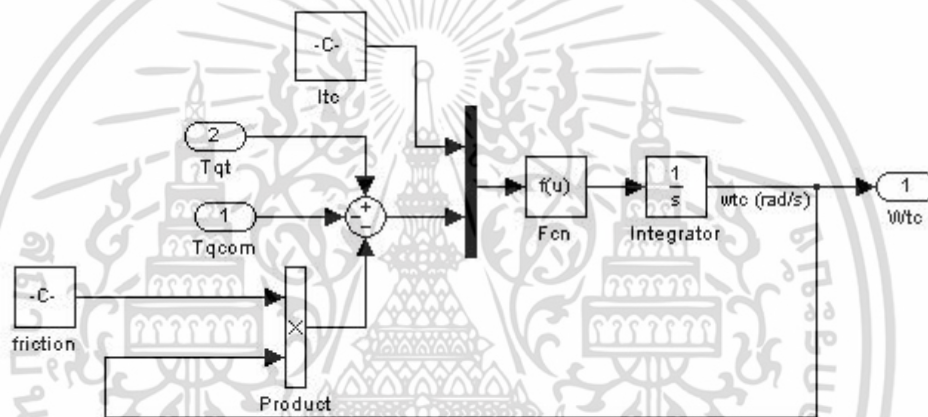 -C-
Itc
2
Tqt
1
Tqcom
+
−
−
f(u)
Fcn
1
s
Integrator
wtc (rad/s)
1
Wtc
-C-
friction
×
Product